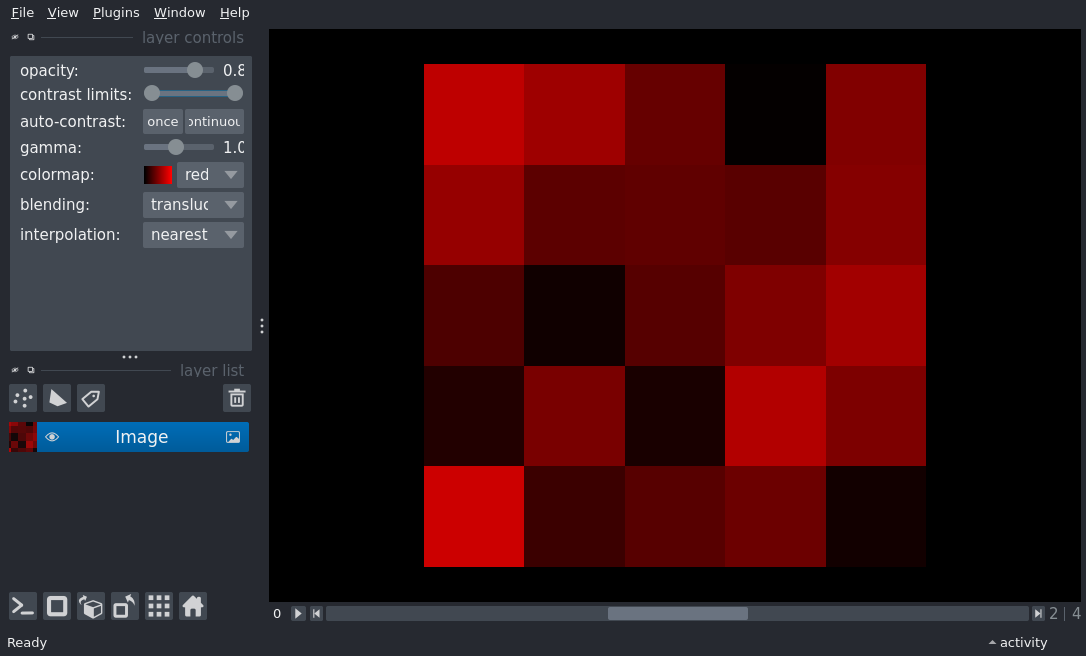 File View Plugins Window Help
layer controls
opacity: 0.8
contrast limits:
auto-contrast: once ontinuou
gamma: 1.0
colormap: red
blending: transluc
interpolation: nearest
layer list
Image
0 2 | 4
Ready activity